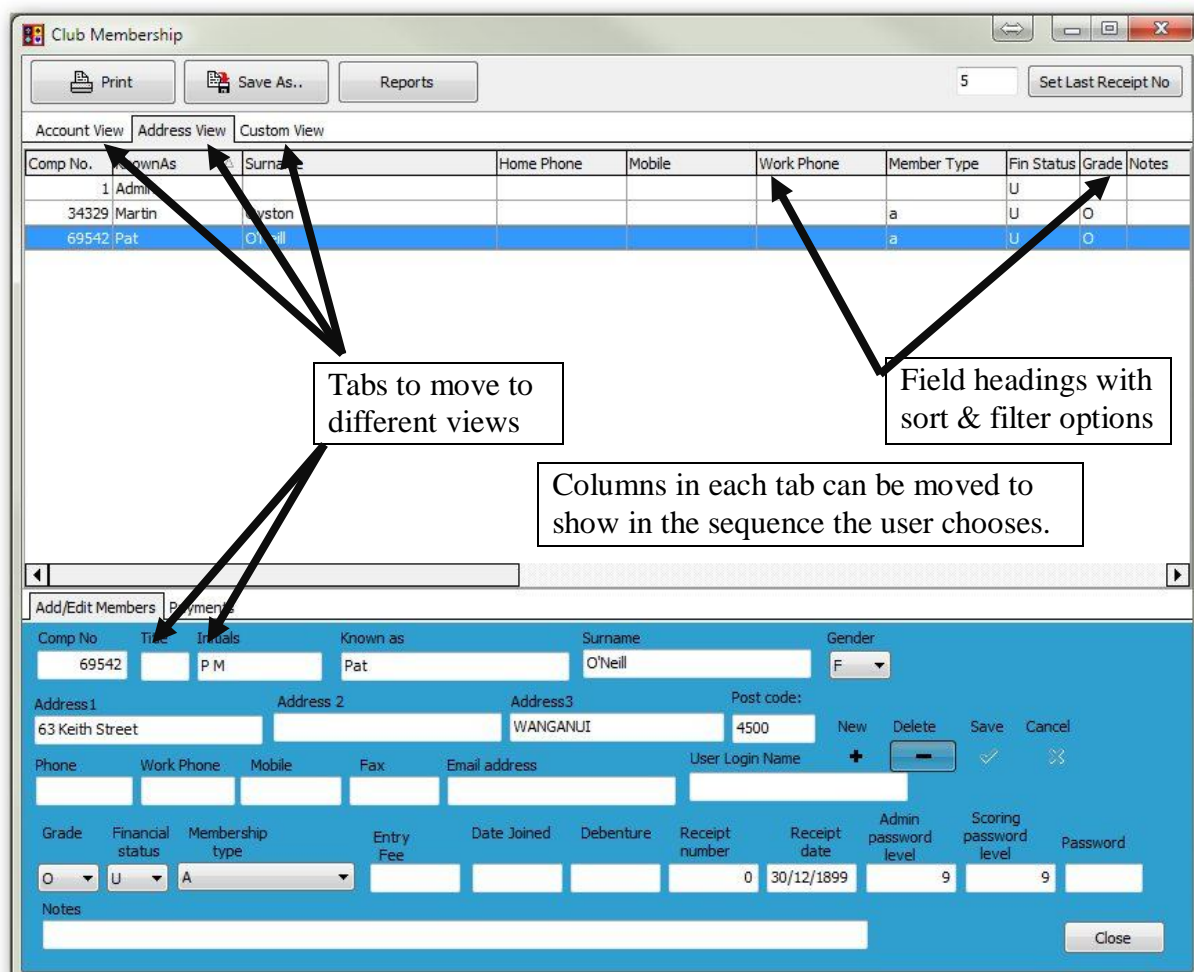 Club Membership
Print Save As.. Reports 5 Set Last Receipt No
Account View Address View Custom View
Comp No. KnownAs Surname Home Phone Mobile Work Phone Member Type Fin Status Grade Notes
1 Admin U
34329 Martin a U O
69542 Pat O'Neill a U O
Tabs to move to
different views
Field headings with
sort & filter options
Columns in each tab can be moved to
show in the sequence the user chooses.
Add/Edit Members Payments
Comp No Title Initials Known as Surname Gender
69542 P M Pat O'Neill F
Address1 Address 2 Address3 Post code:
63 Keith Street WANGANUI 4500
New Delete Save Cancel
Phone Work Phone Mobile Fax Email address User Login Name
Grade Financial status Membership type Entry Fee Date Joined Debenture Receipt number Receipt date Admin password level Scoring password level Password
O U A 0 30/12/1899 9 9
Notes
Close